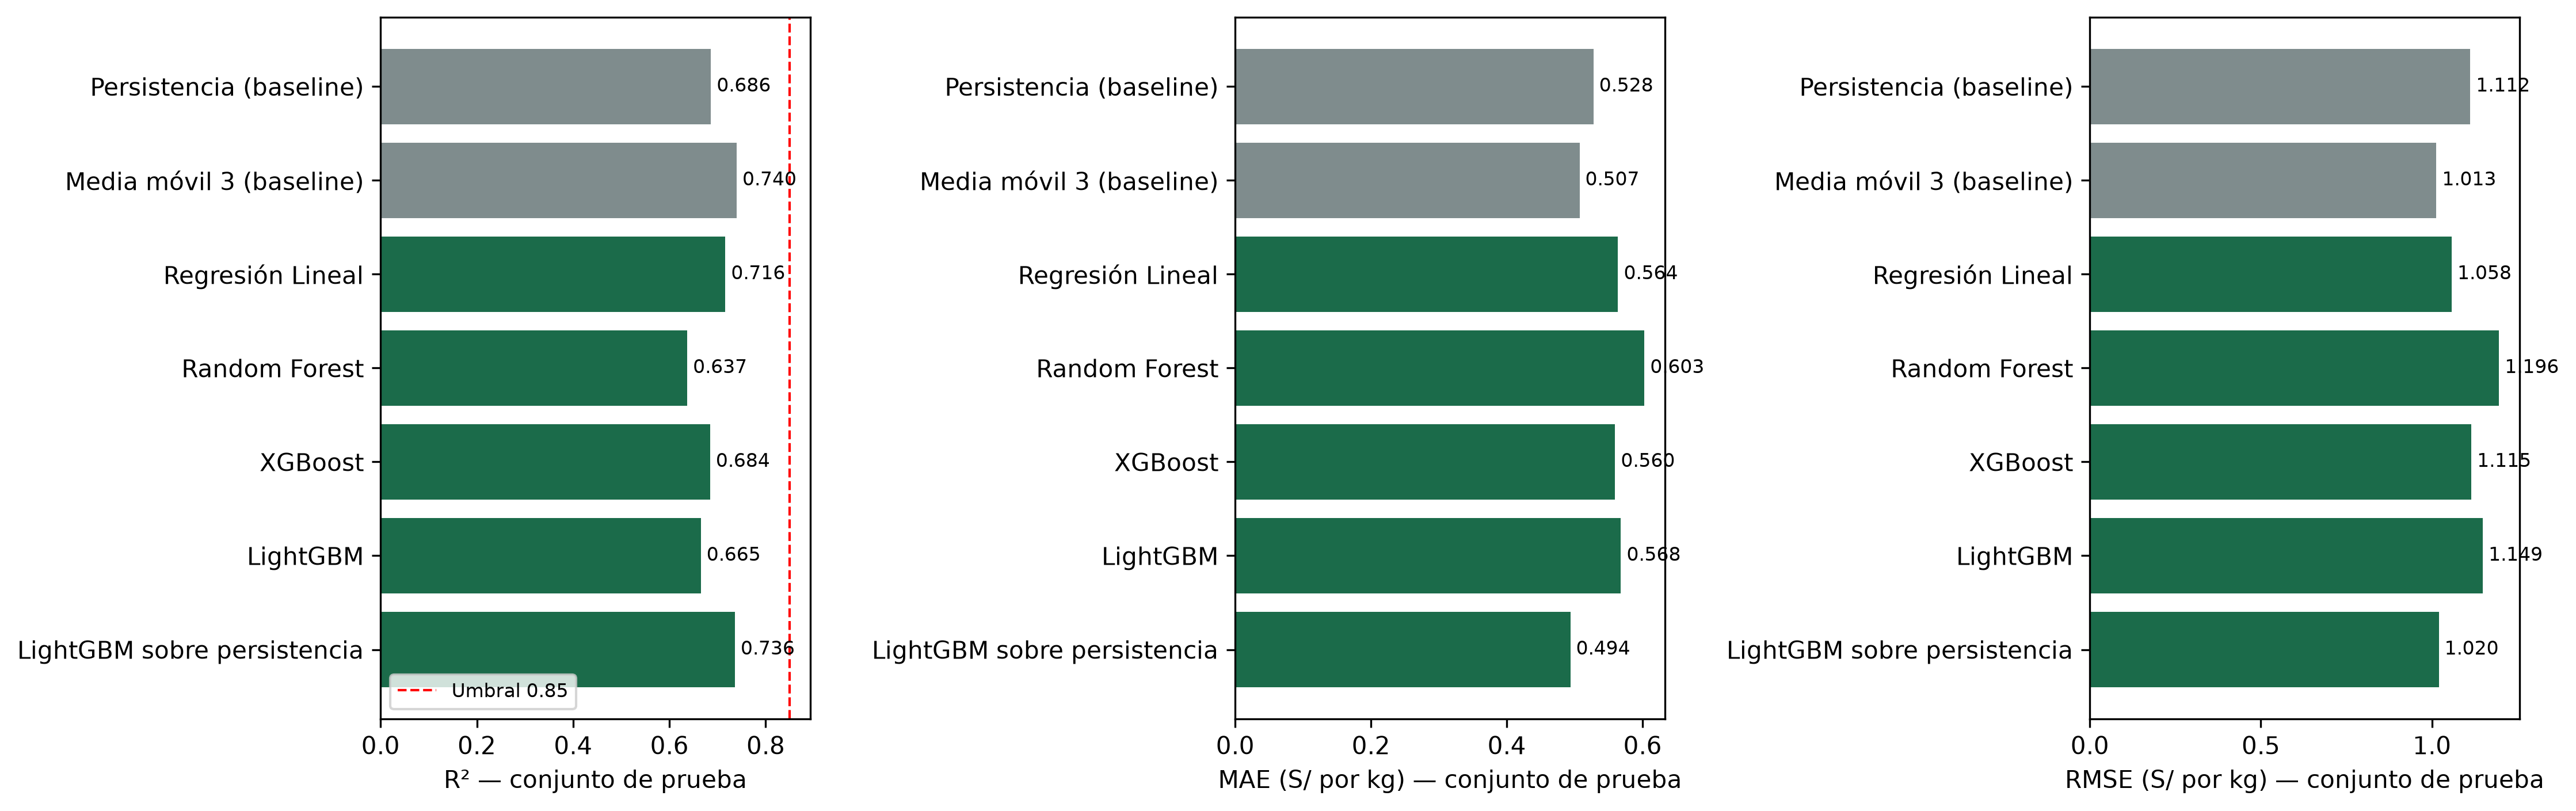 Persistencia (baseline)
0.686
Media móvil 3 (baseline)
0.740
Regresión Lineal
0.716
Random Forest
0.637
XGBoost
0.684
LightGBM
0.665
LightGBM sobre persistencia
0.736
Umbral 0.85
0.0 0.2 0.4 0.6 0.8
R² — conjunto de prueba
Persistencia (baseline)
0.528
Media móvil 3 (baseline)
0.507
Regresión Lineal
0.564
Random Forest
0.603
XGBoost
0.560
LightGBM
0.568
LightGBM sobre persistencia
0.494
0.0 0.2 0.4 0.6
MAE (S/ por kg) — conjunto de prueba
Persistencia (baseline)
1.112
Media móvil 3 (baseline)
1.013
Regresión Lineal
1.058
Random Forest
1.196
XGBoost
1.115
LightGBM
1.149
LightGBM sobre persistencia
1.020
0.0 0.5 1.0
RMSE (S/ por kg) — conjunto de prueba